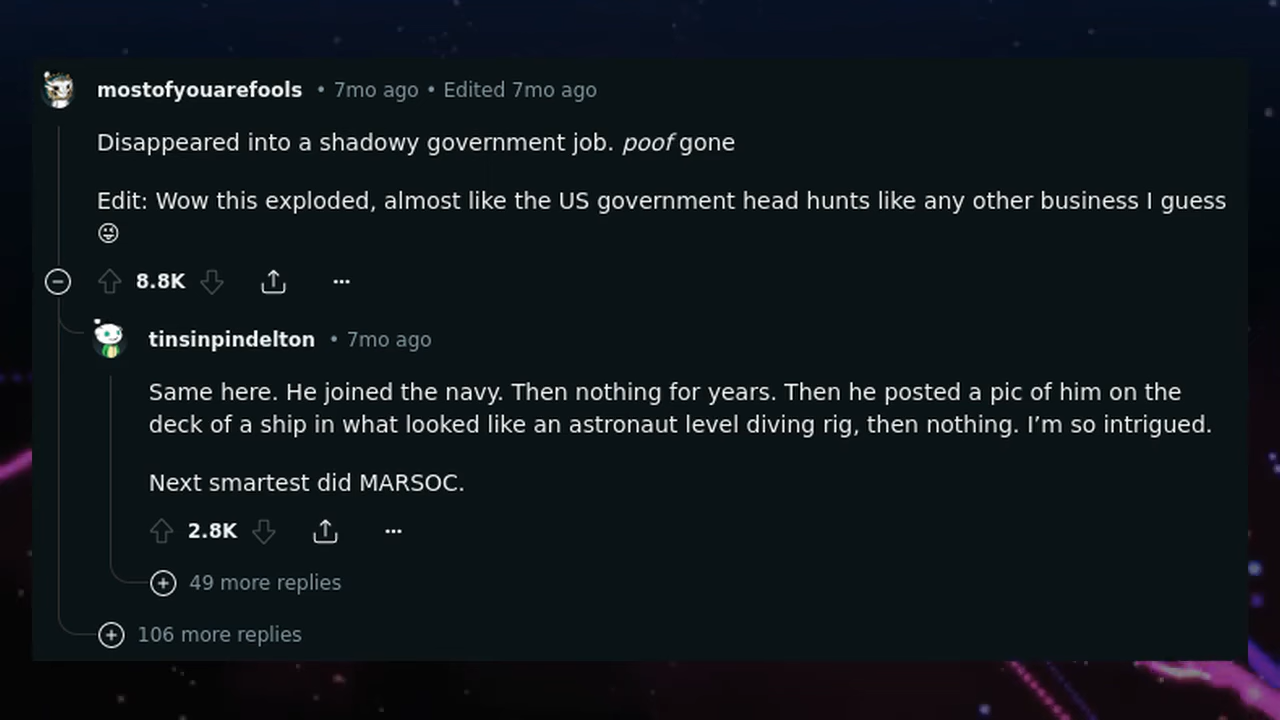 mostofyouarefools • 7mo ago • Edited 7mo ago
Disappeared into a shadowy government job. poof gone
Edit: Wow this exploded, almost like the US government head hunts like any other business I guess
😜
8.8K
tinsinpindelton • 7mo ago
Same here. He joined the navy. Then nothing for years. Then he posted a pic of him on the
deck of a ship in what looked like an astronaut level diving rig, then nothing. I’m so intrigued.
Next smartest did MARSOC.
2.8K
49 more replies
106 more replies